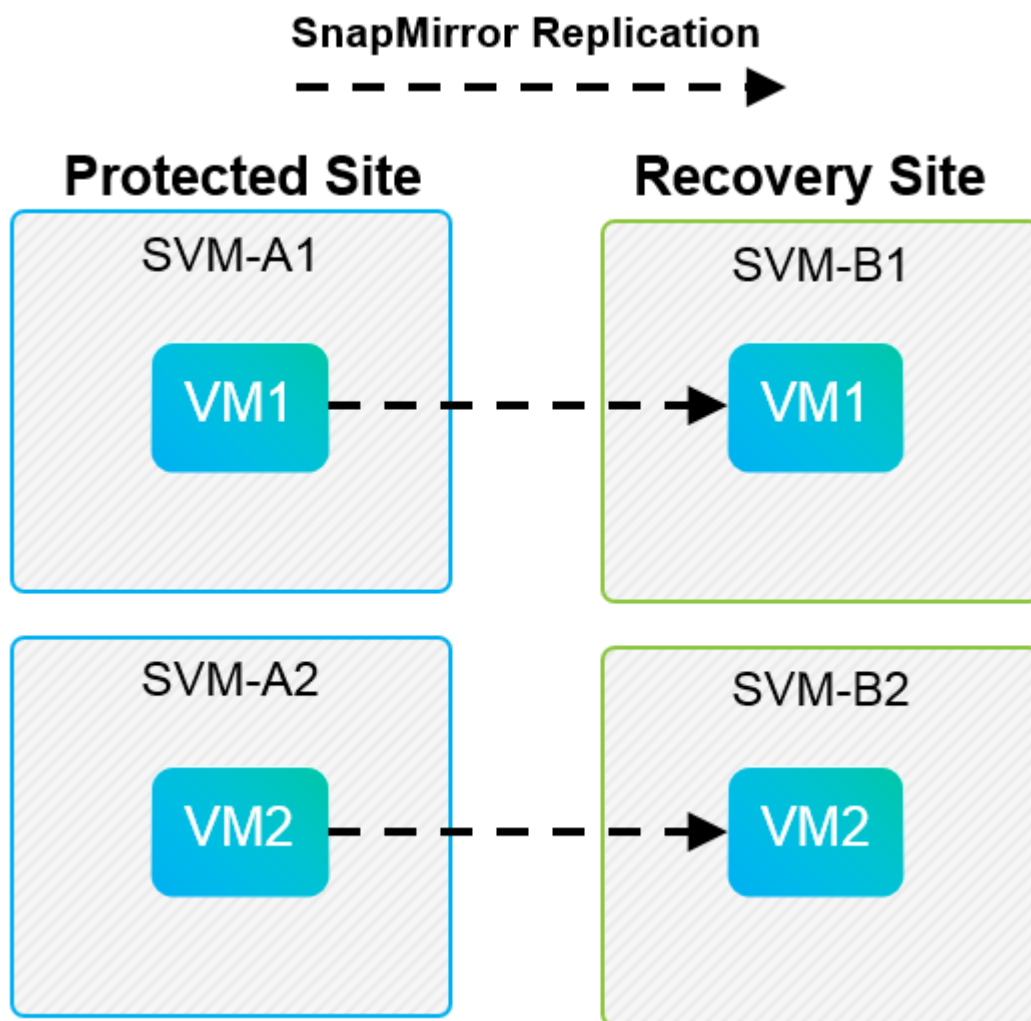 SnapMirror Replication
Protected Site
Recovery Site
SVM-A1
SVM-B1
VM1
VM1
SVM-A2
SVM-B2
VM2
VM2